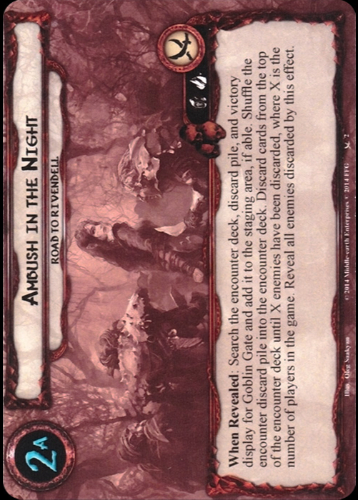 2A
AMBUSH IN THE NIGHT
ROAD TO RIVENDELL
When Revealed: Search the encounter deck, discard pile, and victory
display for Goblin Gate and add it to the staging area, if able. Shuffle the
encounter discard pile into the encounter deck. Discard cards from the top
of the encounter deck until X enemies have been discarded, where X is the
number of players in the game. Reveal all enemies discarded by this effect.
Illus. Oleg Saakyan
©2014 Middle-earth Enterprises ©2014 FFG
2